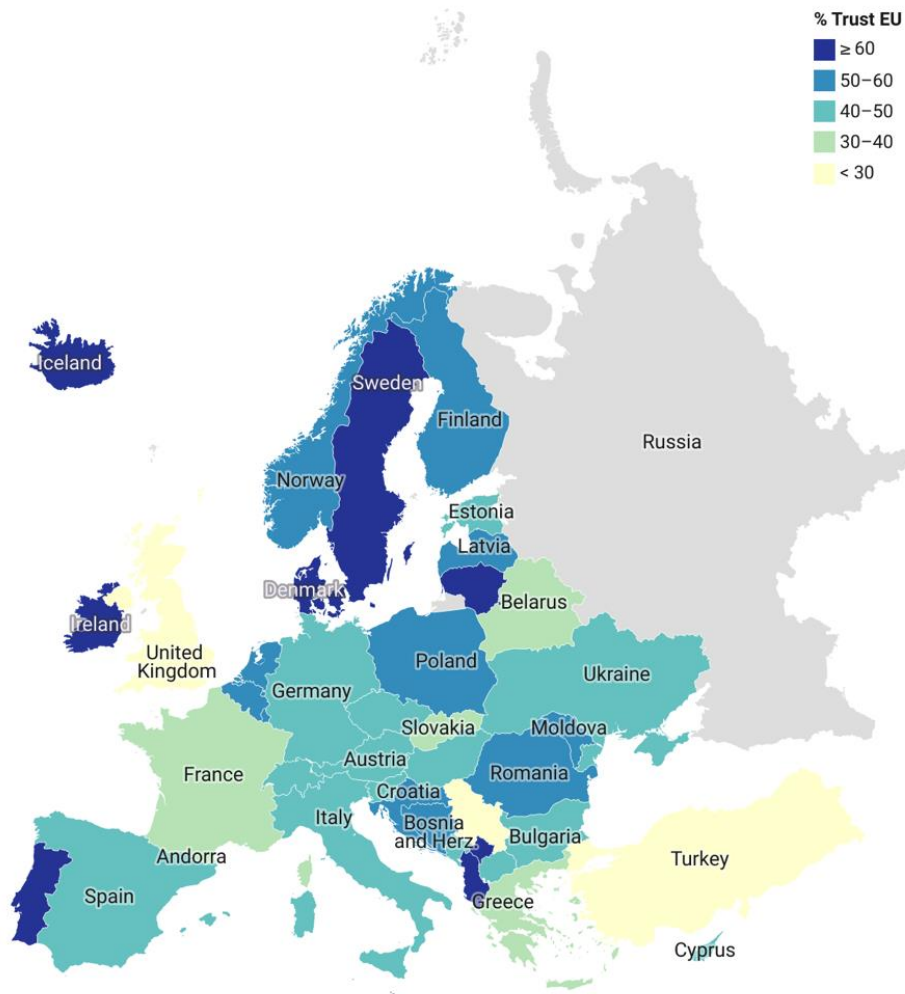 % Trust EU
≥ 60
50–60
40–50
30–40
< 30
Iceland
Sweden
Finland
Russia
Norway
Estonia
Latvia
Denmark
Belarus
Ireland
United
Kingdom
Poland
Ukraine
Germany
Slovakia
Moldova
Austria
France
Romania
Croatia
Italy
Bosnia
and Herz.
Bulgaria
Andorra
Turkey
Spain
Greece
Cyprus